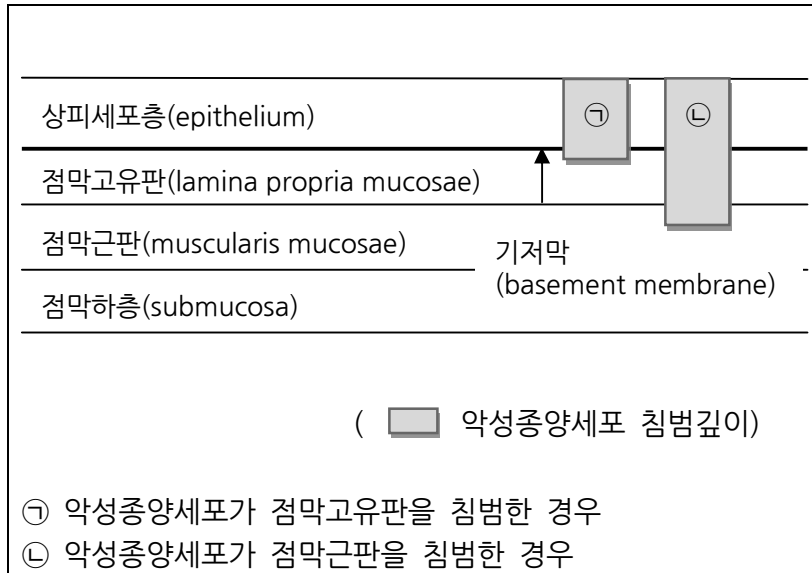 상피세포층(epithelium)
㉠
㉡
점막고유판(lamina propria mucosae)
점막근판(muscularis mucosae)
기저막
(basement membrane)
점막하층(submucosa)
( 악성종양세포 침범깊이)
㉠ 악성종양세포가 점막고유판을 침범한 경우
㉡ 악성종양세포가 점막근판을 침범한 경우